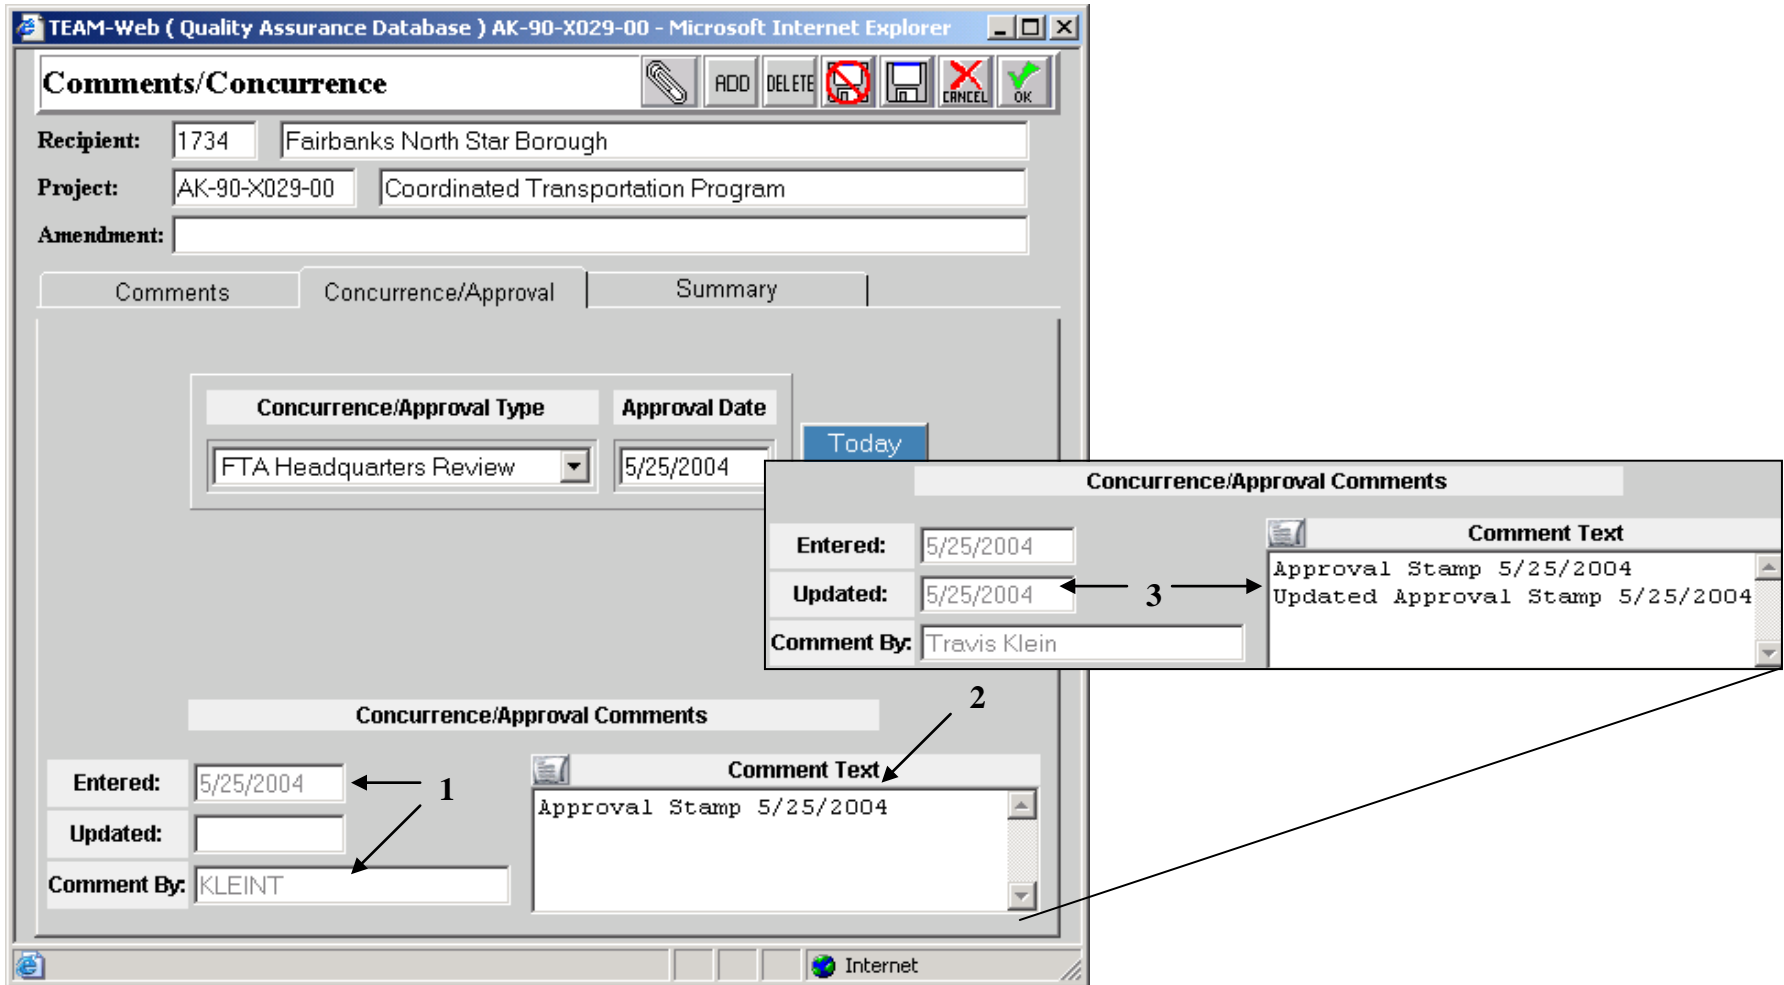 TEAM-Web ( Quality Assurance Database ) AK-90-X029-00 - Microsoft Internet Explorer
Comments/Concurrence
ADD DELETE CANCEL OK
Recipient: 1734 Fairbanks North Star Borough
Project: AK-90-X029-00 Coordinated Transportation Program
Amendment:
Comments Concurrence/Approval Summary
Concurrence/Approval Type Approval Date
Today
FTA Headquarters Review 5/25/2004
Concurrence/Approval Comments
Comment Text
Entered: 5/25/2004
Approval Stamp 5/25/2004
Updated: 5/25/2004 3 Updated Approval Stamp 5/25/2004
Comment By: Travis Klein
2
Concurrence/Approval Comments
Comment Text
Entered: 5/25/2004 1
Approval Stamp 5/25/2004
Updated:
Comment By: KLEINT
Internet